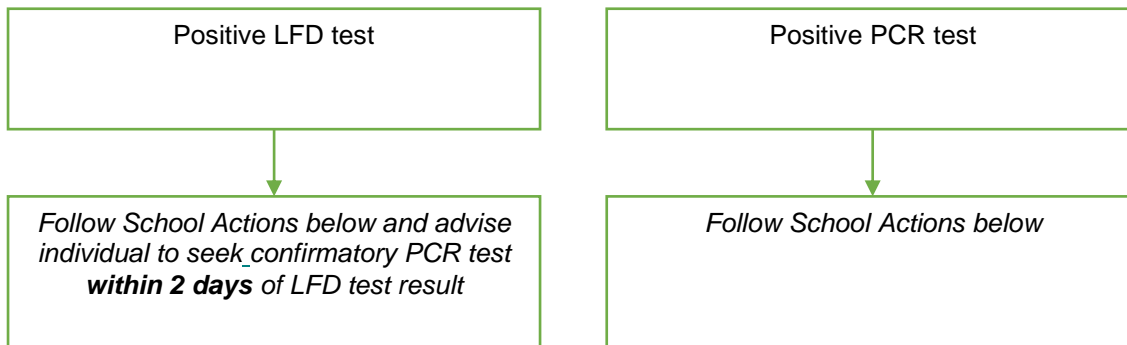 Positive LFD test
Positive PCR test
Follow School Actions below and advise
individual to seek confirmatory PCR test
within 2 days of LFD test result
Follow School Actions below